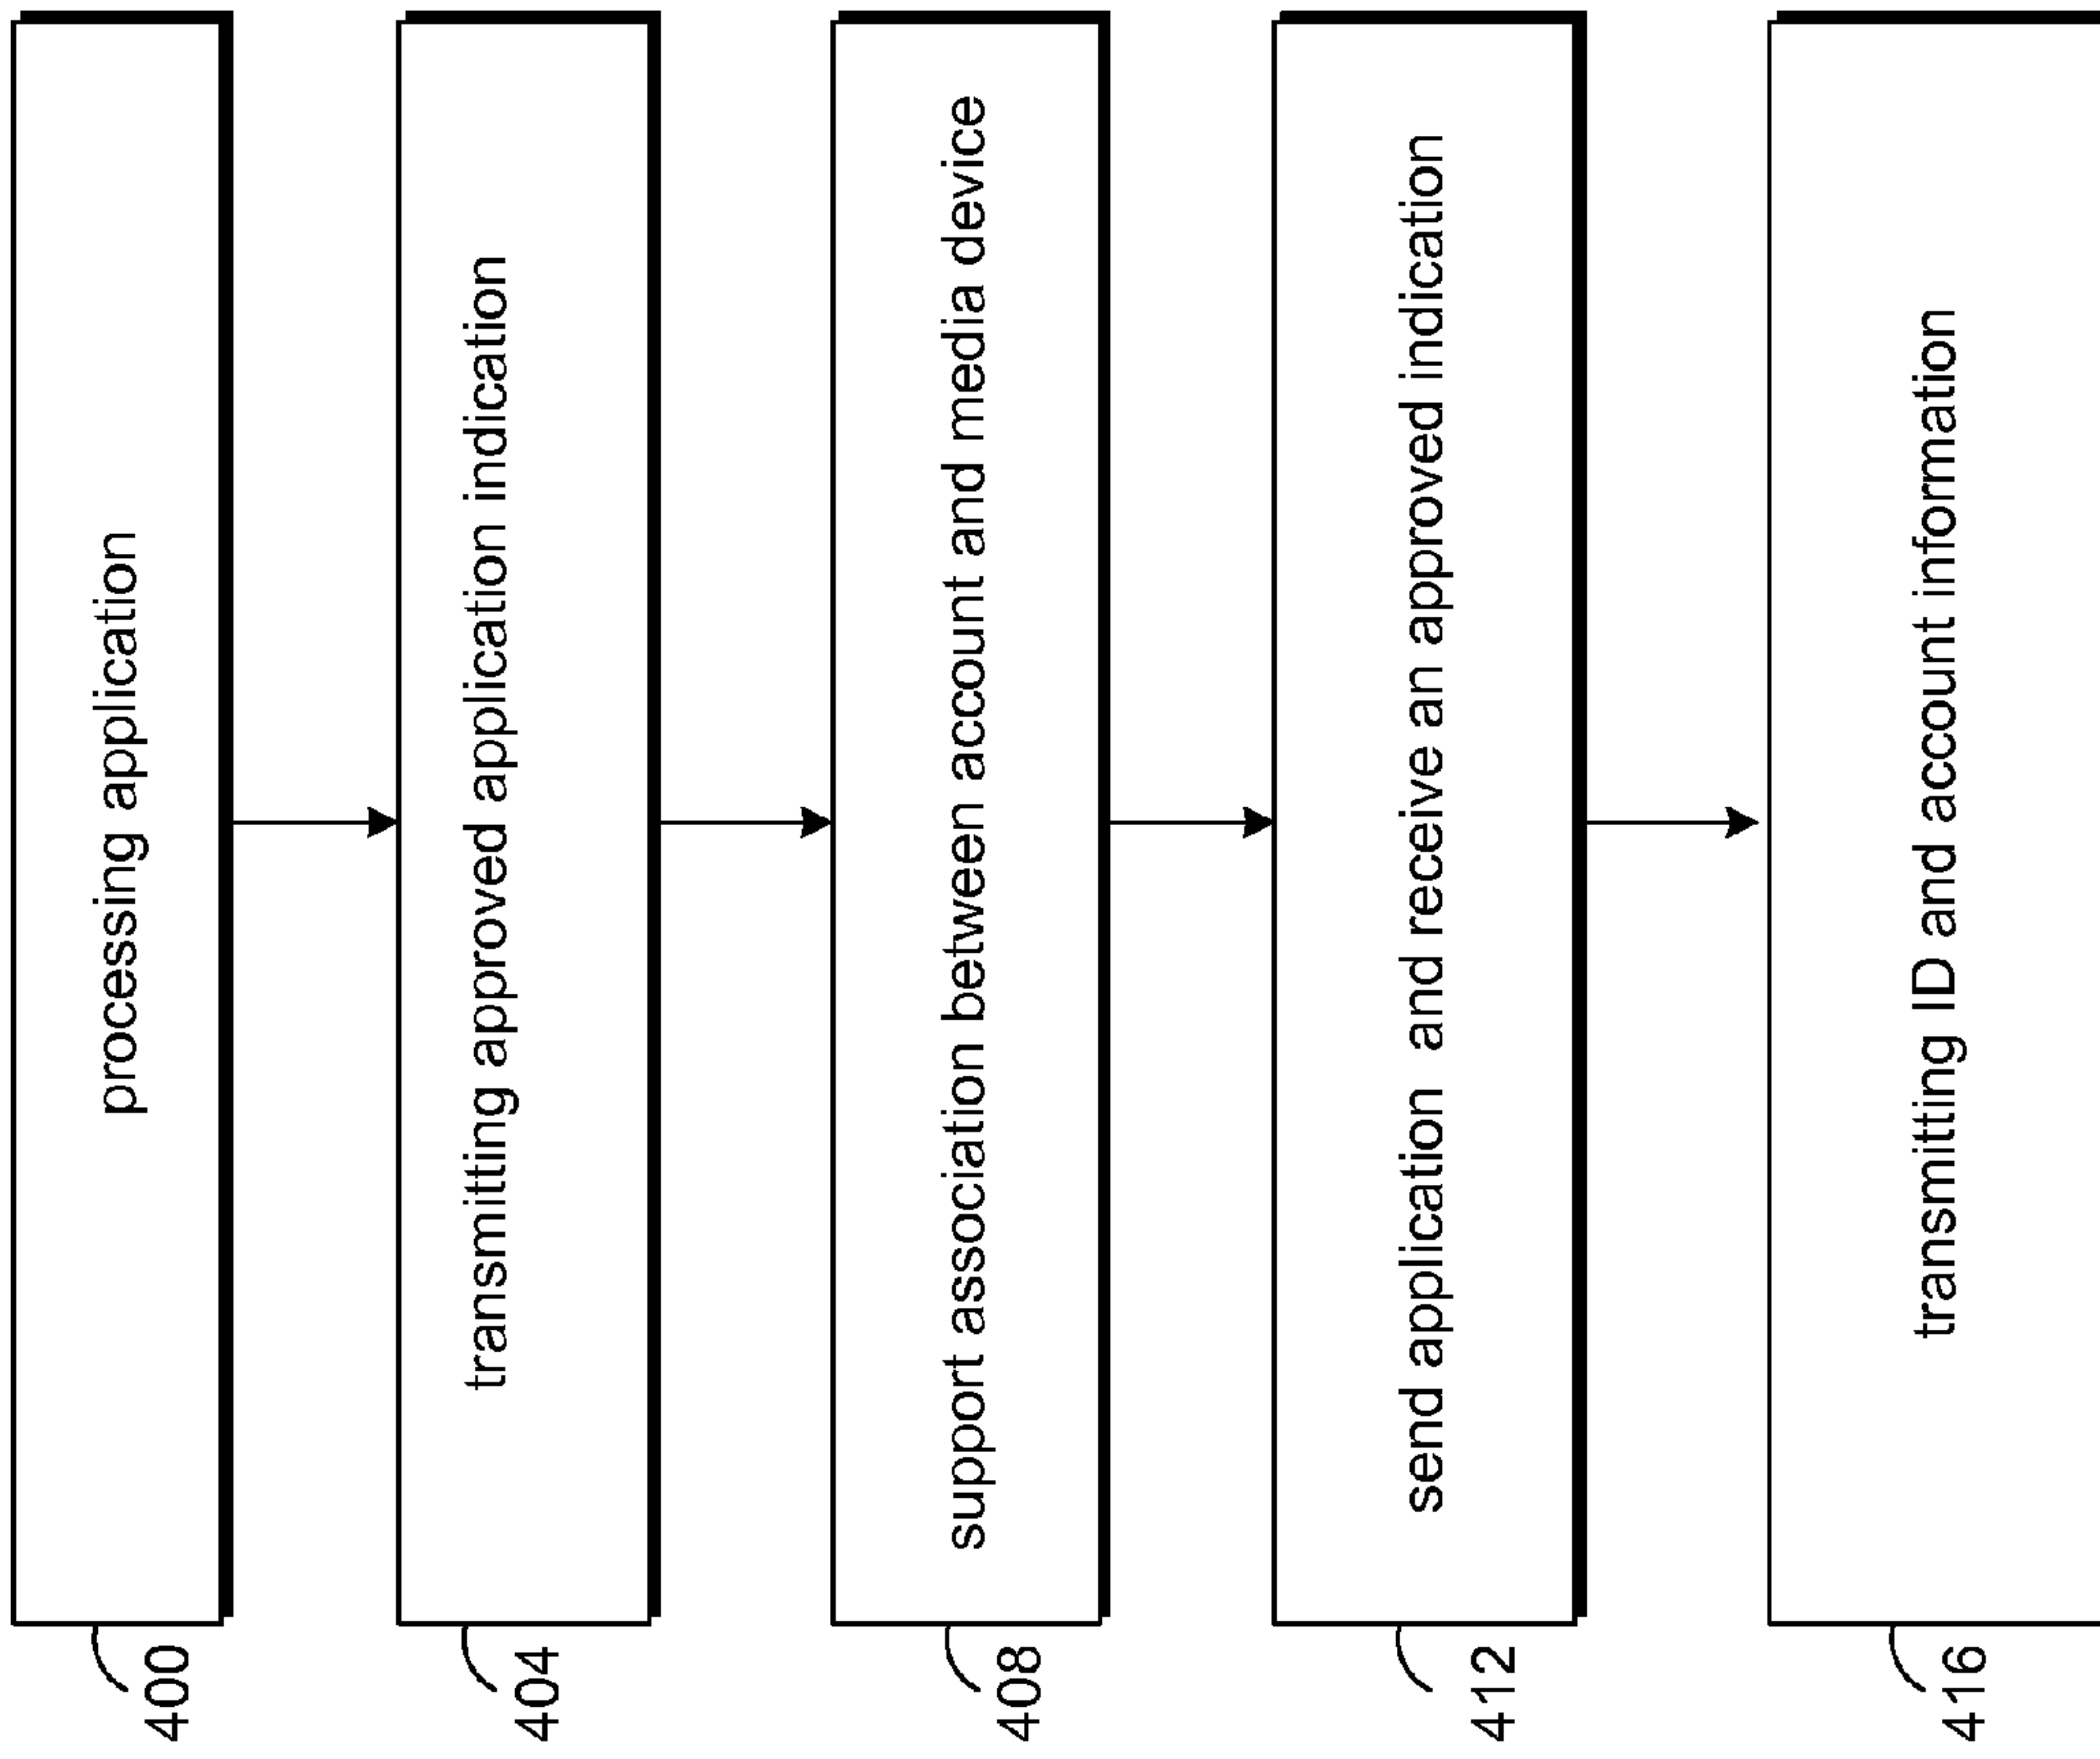 processing application
400
transmitting approved application indication
404
support association between account and media device
408
send application and receive an approved indication
412
transmitting ID and account information
416